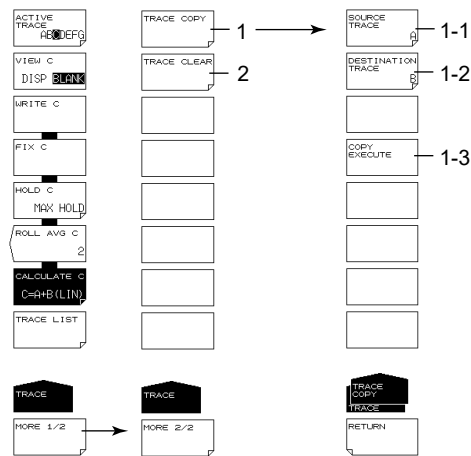 ACTIVE
TRACE
ABCDEFG
VIEW C
DISP BLANK
WRITE C
FIX C
HOLD C
MAX HOLD
ROLL AVG C
2
CALCULATE C
C=A+B(LIN)
TRACE LIST
TRACE
MORE 1/2
TRACE COPY
1
TRACE CLEAR
2
TRACE
MORE 2/2
SOURCE
TRACE
A
1-1
DESTINATION
TRACE
B
1-2
COPY
EXECUTE
1-3
TRACE
COPY
TRACE
RETURN